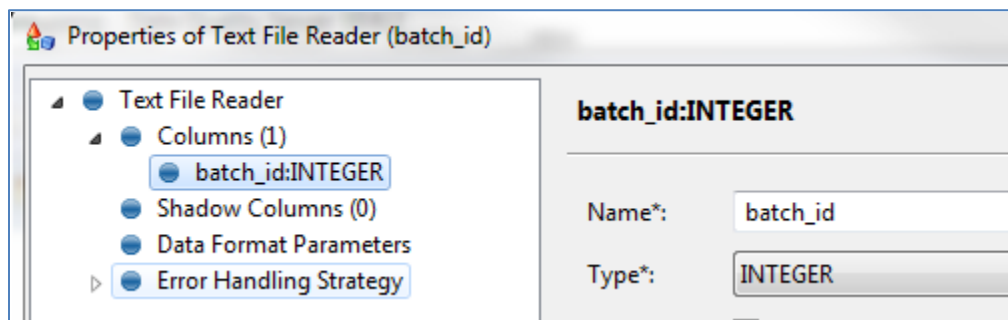 Properties of Text File Reader (batch_id)
Text File Reader
Columns (1)
batch_id:INTEGER
Shadow Columns (0)
Data Format Parameters
Error Handling Strategy
batch_id:INTEGER
Name*: batch_id
Type*: INTEGER